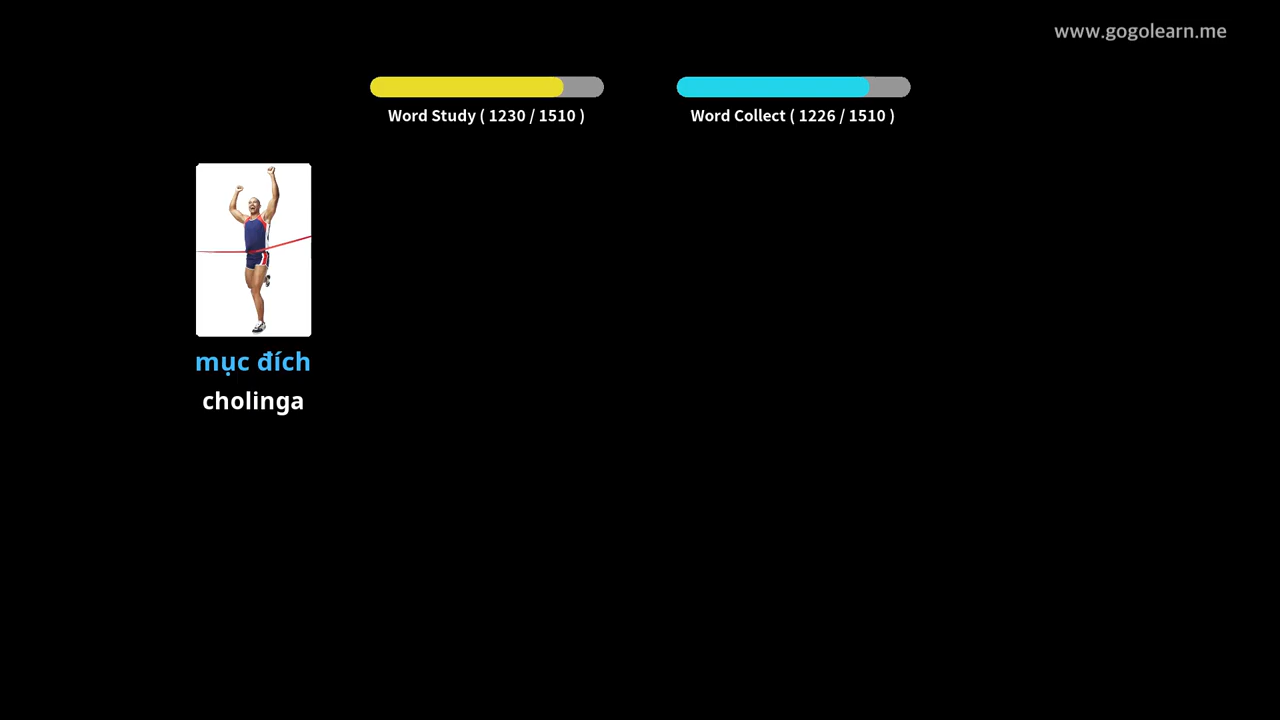 www.gogolearn.me
Word Study ( 1230 / 1510 )
Word Collect ( 1226 / 1510 )
mục đích
cholinga